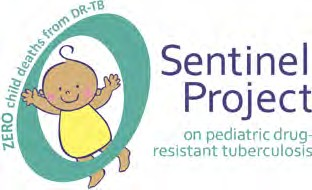 ZERO child deaths from DR-TB
Sentinel
Project
on pediatric drug-
resistant tuberculosis